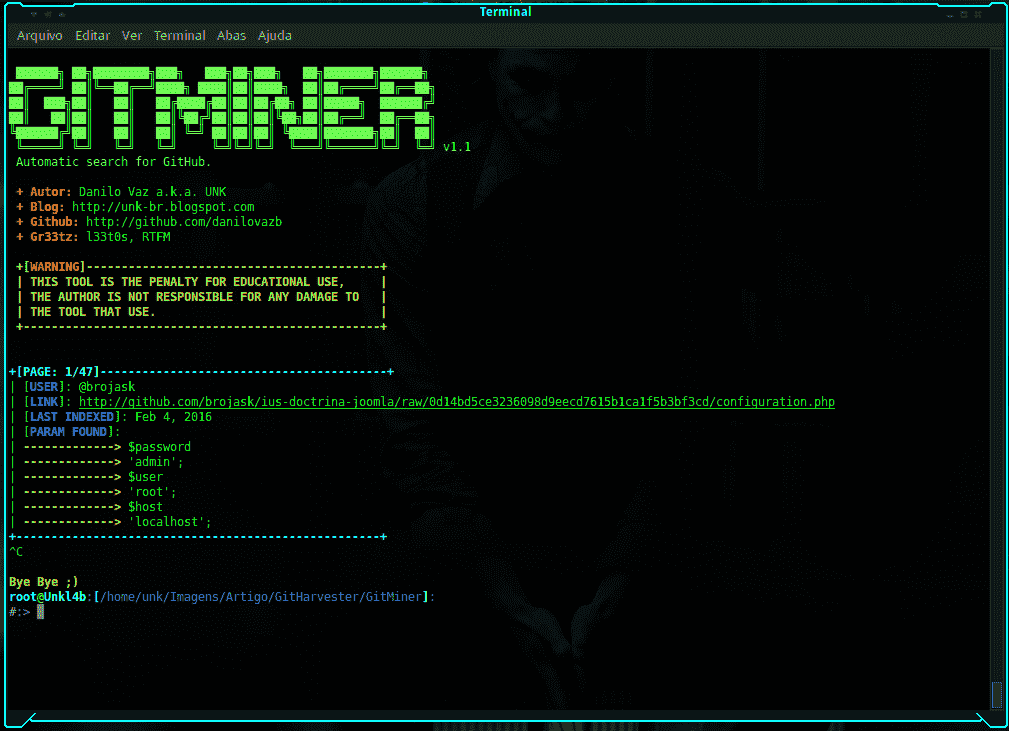 Terminal
Arquivo Editar Ver Terminal Abas Ajuda
GITMINER v1.1
Automatic search for GitHub.
+ Autor: Danilo Vaz a.k.a. UNK
+ Blog: http://unk-br.blogspot.com
+ Github: http://github.com/danilovazb
+ Gr33tz: l33t0s, RTFM
+[WARNING]------------------------------------------+
| THIS TOOL IS THE PENALTY FOR EDUCATIONAL USE, |
| THE AUTHOR IS NOT RESPONSIBLE FOR ANY DAMAGE TO |
| THE TOOL THAT USE. |
+---------------------------------------------------+
+[PAGE: 1/47]-----------------------------------------+
| [USER]: @brojask
| [LINK]: http://github.com/brojask/ius-doctrina-joomla/raw/0d14bd5ce3236098d9eecd7615b1ca1f5b3bf3cd/configuration.php
| [LAST INDEXED]: Feb 4, 2016
| [PARAM FOUND]:
| -------------> $password
| -------------> 'admin';
| -------------> $user
| -------------> 'root';
| -------------> $host
| -------------> 'localhost';
+----------------------------------------------------+
^C
Bye Bye ;)
root@Unkl4b:[/home/unk/Imagens/Artigo/GitHarvester/GitMiner]:
#:>